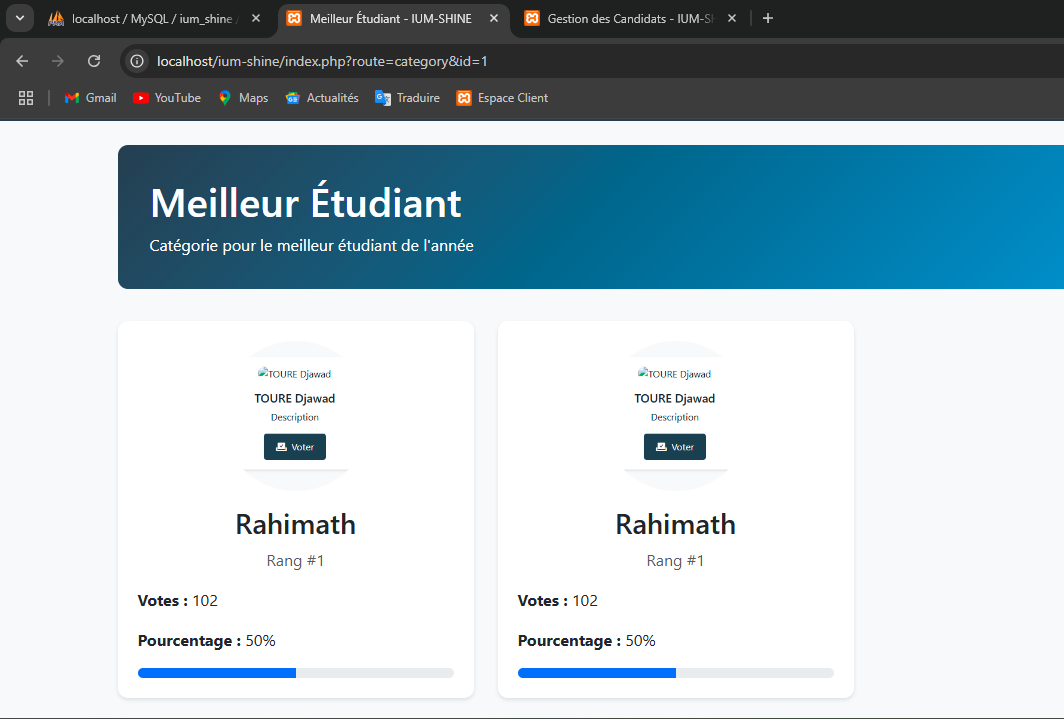 localhost / MySQL / ium_shine /
Meilleur Étudiant - IUM-SHINE
Gestion des Candidats - IUM-S
localhost/ium-shine/index.php?route=category&id=1
Gmail
YouTube
Maps
Actualités
Traduire
Espace Client
Meilleur Étudiant
Catégorie pour le meilleur étudiant de l'année
TOURE Djawad
TOURE Djawad
Description
Voter
Rahimath
Rang #1
Votes : 102
Pourcentage : 50%
TOURE Djawad
TOURE Djawad
Description
Voter
Rahimath
Rang #1
Votes : 102
Pourcentage : 50%